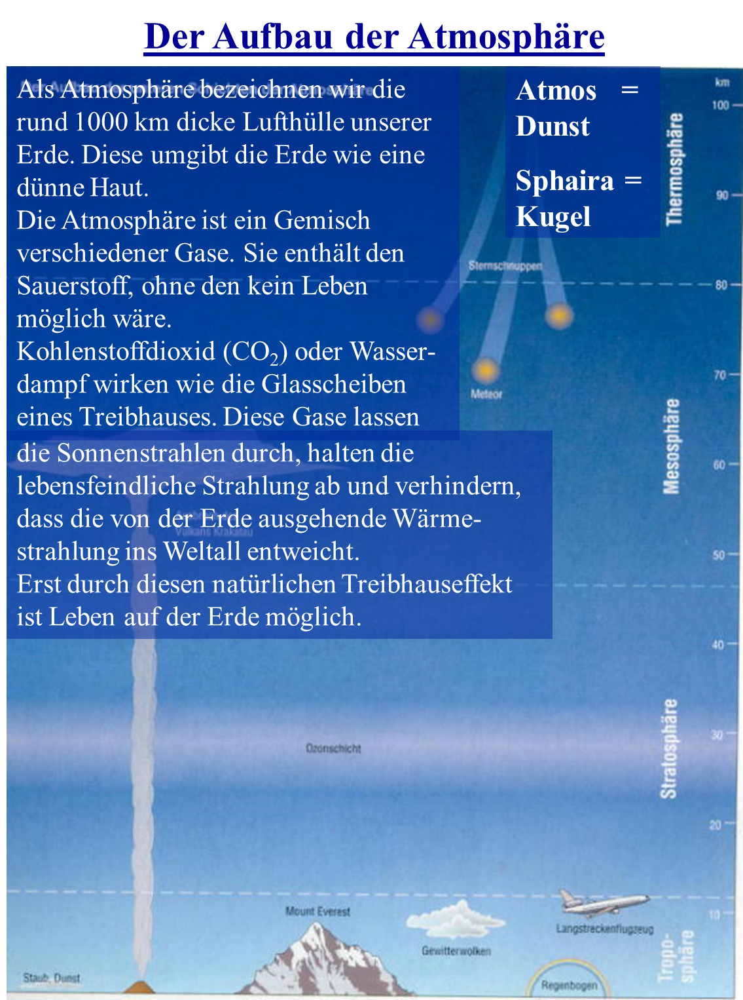 Der Aufbau der Atmosphäre
Als Atmosphäre bezeichnen wir die
rund 1000 km dicke Lufthülle unserer
Erde. Diese umgibt die Erde wie eine
dünne Haut.
Die Atmosphäre ist ein Gemisch
verschiedener Gase. Sie enthält den
Sauerstoff, ohne den kein Leben
möglich wäre.
Kohlenstoffdioxid (CO₂) oder Wasser-
dampf wirken wie die Glasscheiben
eines Treibhauses. Diese Gase lassen
die Sonnenstrahlen durch, halten die
lebensfeindliche Strahlung ab und verhindern,
dass die von der Erde ausgehende Wärme-
strahlung ins Weltall entweicht.
Erst durch diesen natürlichen Treibhauseffekt
ist Leben auf der Erde möglich.
Atmos =
Dunst
Sphaira =
Kugel
km
100
Thermosphäre
90
Sternschnuppen
80
70
Meteor
Mesosphäre
60
Vulkans Krakatau
50
40
Ozonschicht
30
Stratosphäre
20
Mount Everest
Langstreckenflugzeug
10
Gewitterwolken
Tropo-
sphäre
Staub, Dunst
Regenbogen